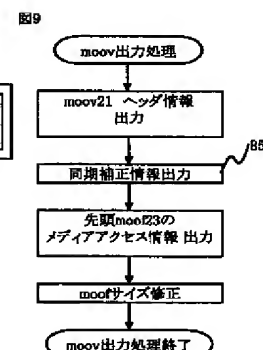 図9
moov出力処理
moov21 ヘッダ情報
出力
85
同期補正情報出力
先頭moof23の
メディアアクセス情報 出力
moofサイズ修正
moov出力処理終了